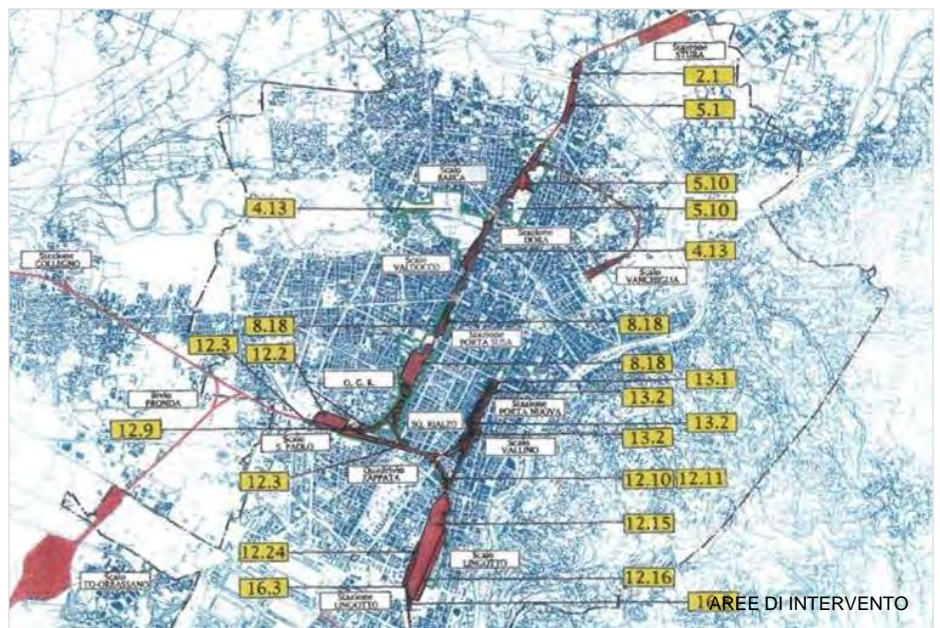 Stazione
STURA
2.1
5.1
Scalo
BARCA
5.10
4.13
5.10
Stazione
DORA
4.13
Stazione
COLLEGNO
Scalo
VALDOCCO
Scalo
VANCHIGLIA
8.18
8.18
12.3
12.2
Stazione
PORTA SUSA
8.18
O. G. R.
13.1
Bivio
PRONDA
13.2
Stazione
PORTA NUOVA
12.9
SQ. RIALZO
13.2
Scalo
S. PAOLO
Scalo
VALLINO
13.2
Quadrivio
ZAPPATA
12.3
12.10
12.11
12.15
12.24
Scalo
LINGOTTO
Scalo
TO-ORBASSANO
12.16
16.3
Stazione
LINGOTTO
AREE DI INTERVENTO